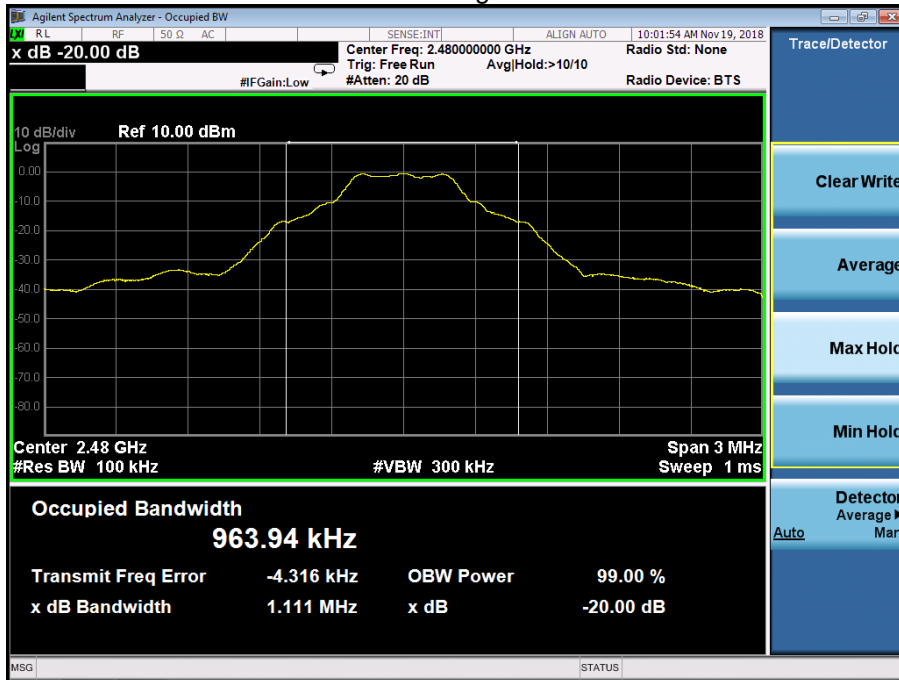 Agilent Spectrum Analyzer - Occupied BW
LXI RL RF 50 Ω AC SENSE:INT ALIGN AUTO 10:01:54 AM Nov 19, 2018
x dB -20.00 dB
Center Freq: 2.480000000 GHz Radio Std: None
Trig: Free Run Avg|Hold:>10/10
#IFGain:Low #Atten: 20 dB Radio Device: BTS
Trace/Detector
10 dB/div Ref 10.00 dBm
Log
0.00
-10.0
-20.0
-30.0
-40.0
-50.0
-60.0
-70.0
-80.0
Center 2.48 GHz Span 3 MHz
#Res BW 100 kHz #VBW 300 kHz Sweep 1 ms
Occupied Bandwidth
963.94 kHz
Transmit Freq Error -4.316 kHz OBW Power 99.00 %
x dB Bandwidth 1.111 MHz x dB -20.00 dB
Clear Write
Average
Max Hold
Min Hold
Detector
Average
Auto Man
MSG STATUS